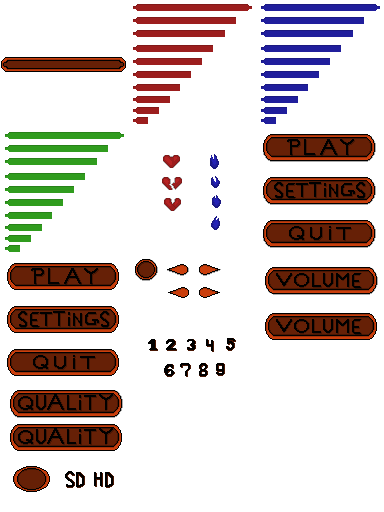 PLAY
SETTiNGS
QUiT
VOLUME
VOLUME
PLAY
SETTiNGS
QUiT
QUALiTY
QUALiTY
1 2 3 4 5
6 7 8 9
SD HD